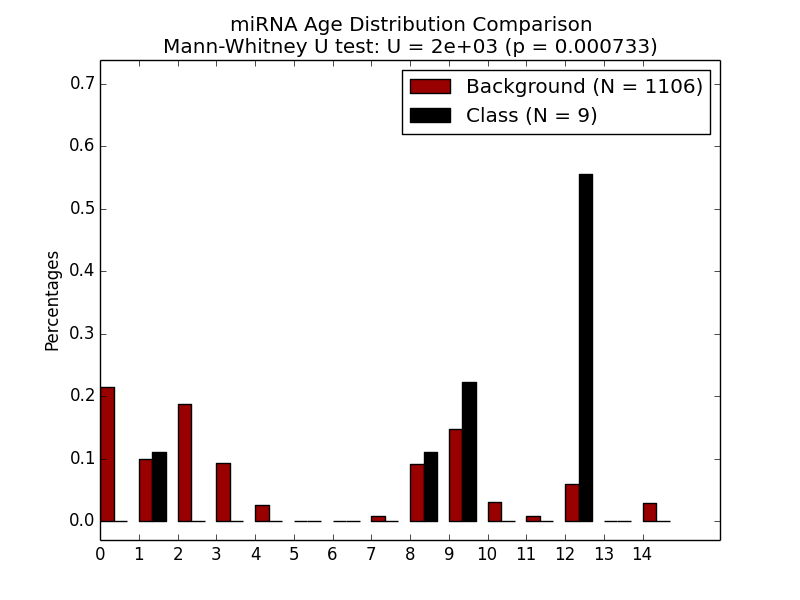 miRNA Age Distribution Comparison
Mann-Whitney U test: U = 2e+03 (p = 0.000733)
Background (N = 1106)
Class (N = 9)
Percentages
0.7
0.6
0.5
0.4
0.3
0.2
0.1
0.0
0 1 2 3 4 5 6 7 8 9 10 11 12 13 14